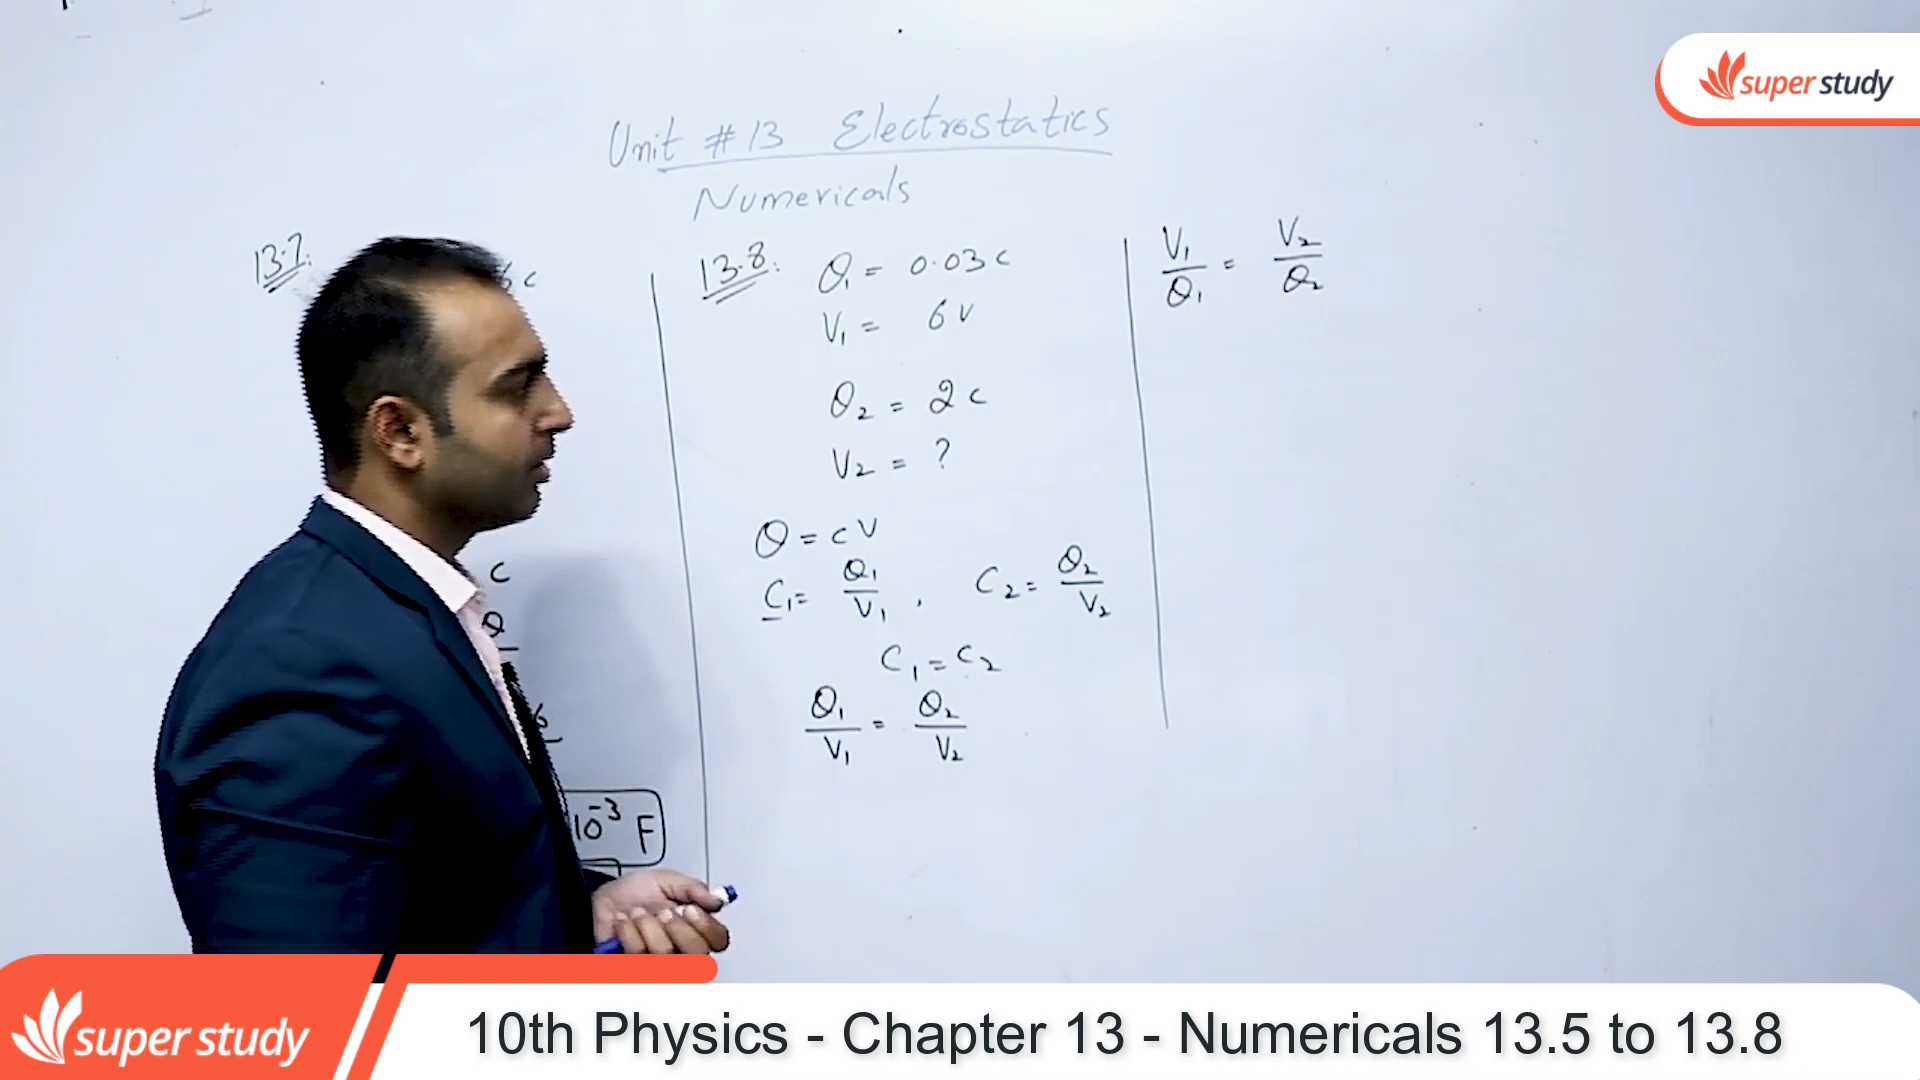 super study
Unit #13 Electrostatics
Numericals
13.7:
c
c
Q
10⁻³ F
13.8:
Q₁ = 0.03 c
V₁ = 6 v
Q₂ = 2 c
V₂ = ?
Q = c V
C₁ = Q₁/V₁ , C₂ = Q₂/V₂
C₁ = C₂
Q₁/V₁ = Q₂/V₂
V₁/Q₁ = V₂/Q₂
super study
10th Physics - Chapter 13 - Numericals 13.5 to 13.8